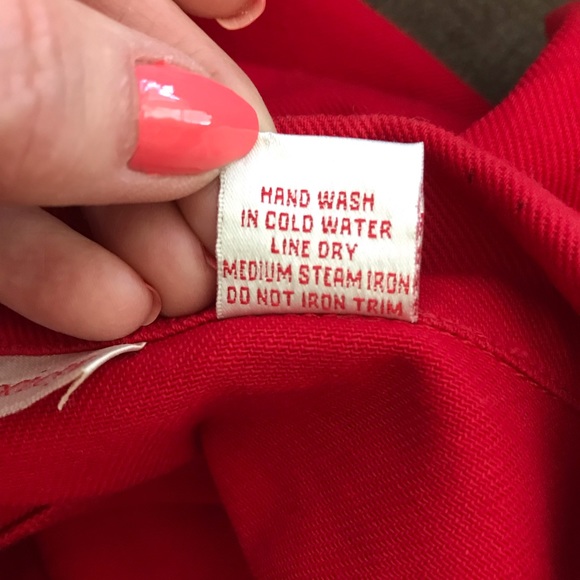 HAND WASH
IN COLD WATER
LINE DRY
MEDIUM STEAM IRON
DO NOT IRON TRIM